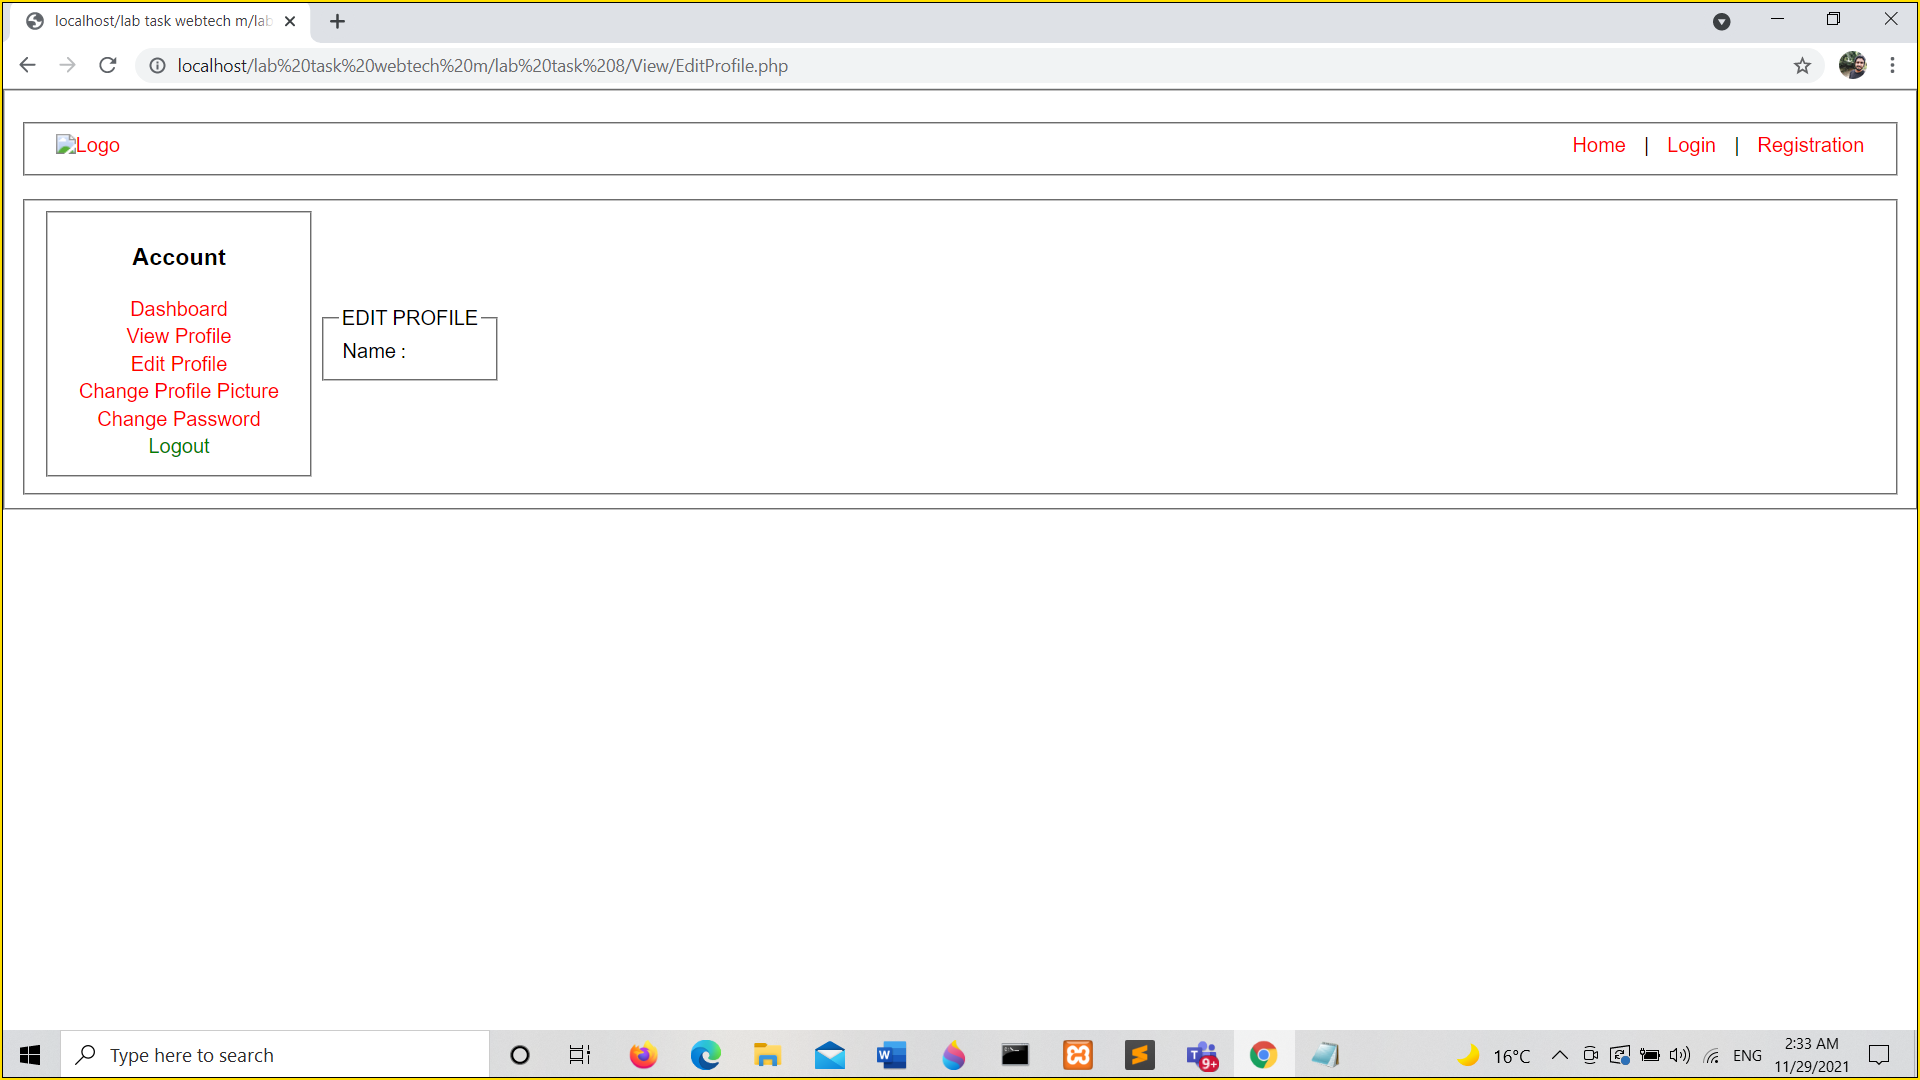 localhost/lab task webtech m/lab
localhost/lab%20task%20webtech%20m/lab%20task%208/View/EditProfile.php
Logo
Home | Login | Registration
Account
Dashboard
View Profile
Edit Profile
Change Profile Picture
Change Password
Logout
EDIT PROFILE
Name :
Type here to search
9+
16°C
ENG
2:33 AM
11/29/2021